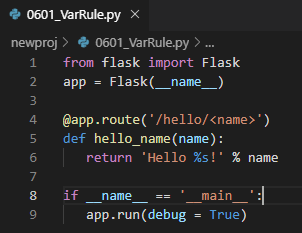 0601_VarRule.py ×
newproj > 0601_VarRule.py > ...
1 from flask import Flask
2 app = Flask(__name__)
3
4 @app.route('/hello/<name>')
5 def hello_name(name):
6     return 'Hello %s!' % name
7
8 if __name__ == '__main__':
9     app.run(debug = True)